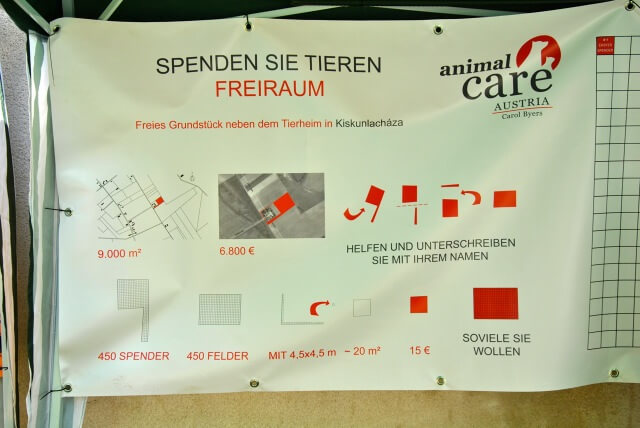 SPENDEN SIE TIEREN
FREIRAUM
animal
care
AUSTRIA
Carol Byers
Freies Grundstück neben dem Tierheim in Kiskunlacháza
9.000 m²
6.800 €
HELFEN UND UNTERSCHREIBEN
SIE MIT IHREM NAMEN
450 SPENDER
450 FELDER
MIT 4,5x4,5 m
~ 20 m²
15 €
SOVIELE SIE
WOLLEN